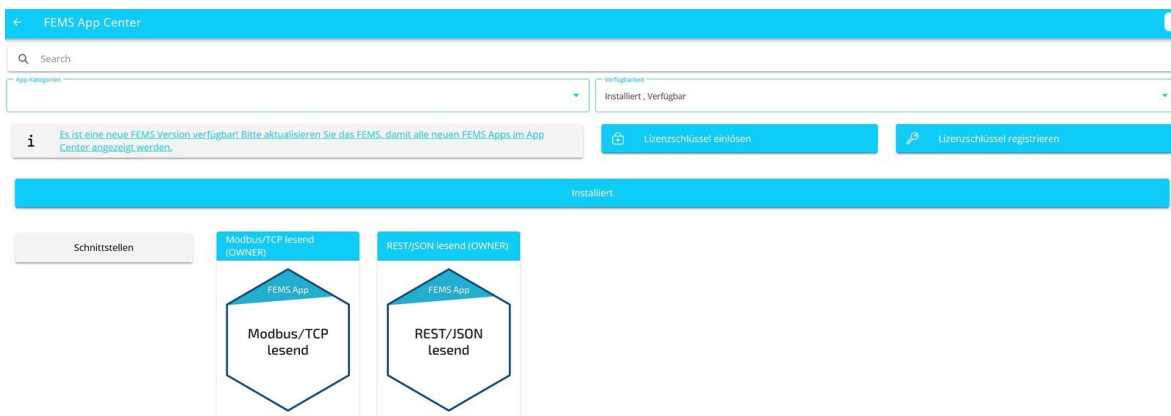 FEMS App Center
Search
App-Kategorien
Verfügbarkeit
Installiert , Verfügbar
i
Es ist eine neue FEMS Version verfügbar! Bitte aktualisieren Sie das FEMS, damit alle neuen FEMS Apps im App
Center angezeigt werden.
Lizenzschlüssel einlösen
Lizenzschlüssel registrieren
Installiert
Schnittstellen
Modbus/TCP lesend
(OWNER)
REST/JSON lesend (OWNER)
FEMS App
Modbus/TCP
lesend
FEMS App
REST/JSON
lesend